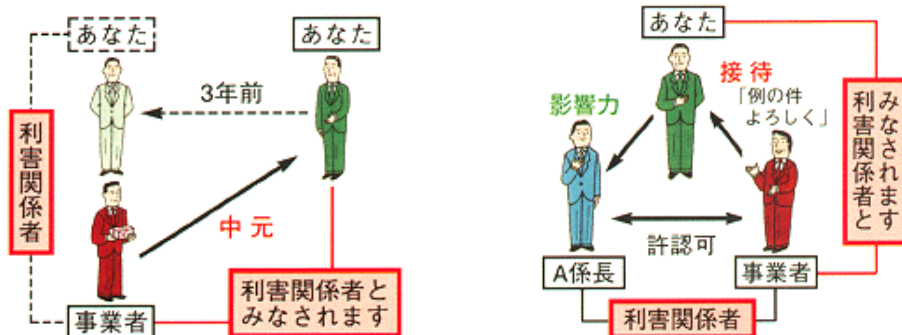 あなた
あなた
3年前
利害関係者
中元
事業者
利害関係者と
みなされます
あなた
接待
「例の件
よろしく」
影響力
許認可
A係長
事業者
利害関係者
利害関係者と
みなされます